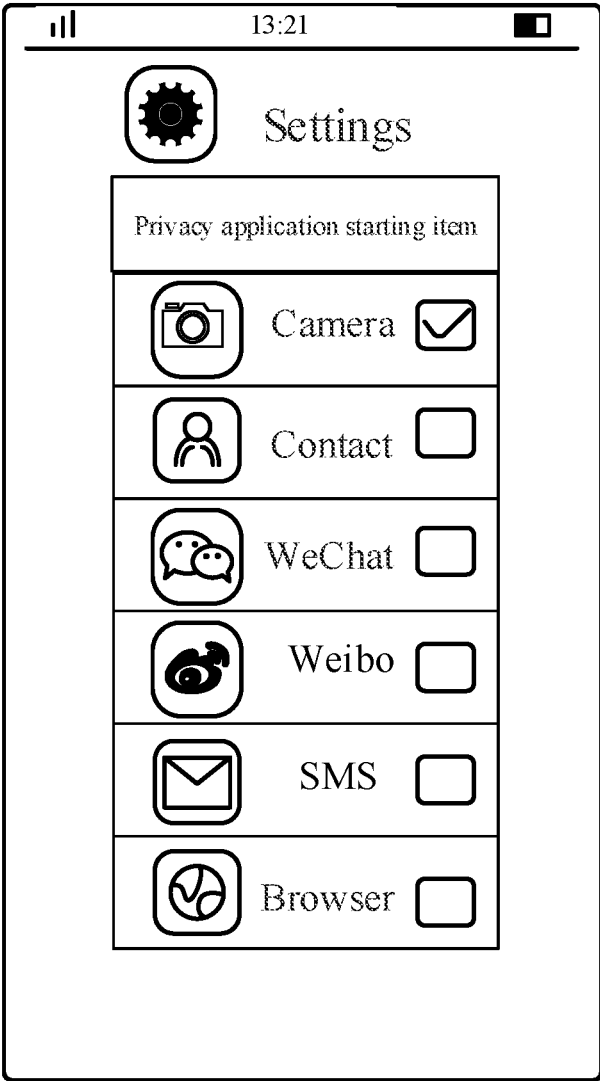 13:21
Settings
Privacy application starting item
Camera
Contact
WeChat
Weibo
SMS
Browser